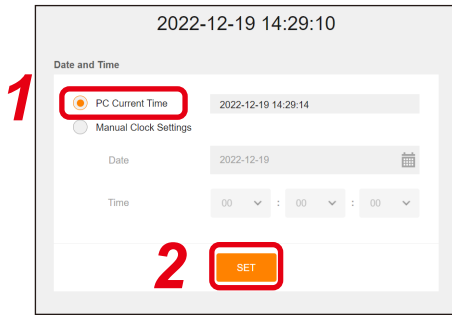 2022-12-19 14:29:10
Date and Time
1
PC Current Time 2022-12-19 14:29:14
Manual Clock Settings
Date 2022-12-19
Time 00 : 00 : 00
2 SET